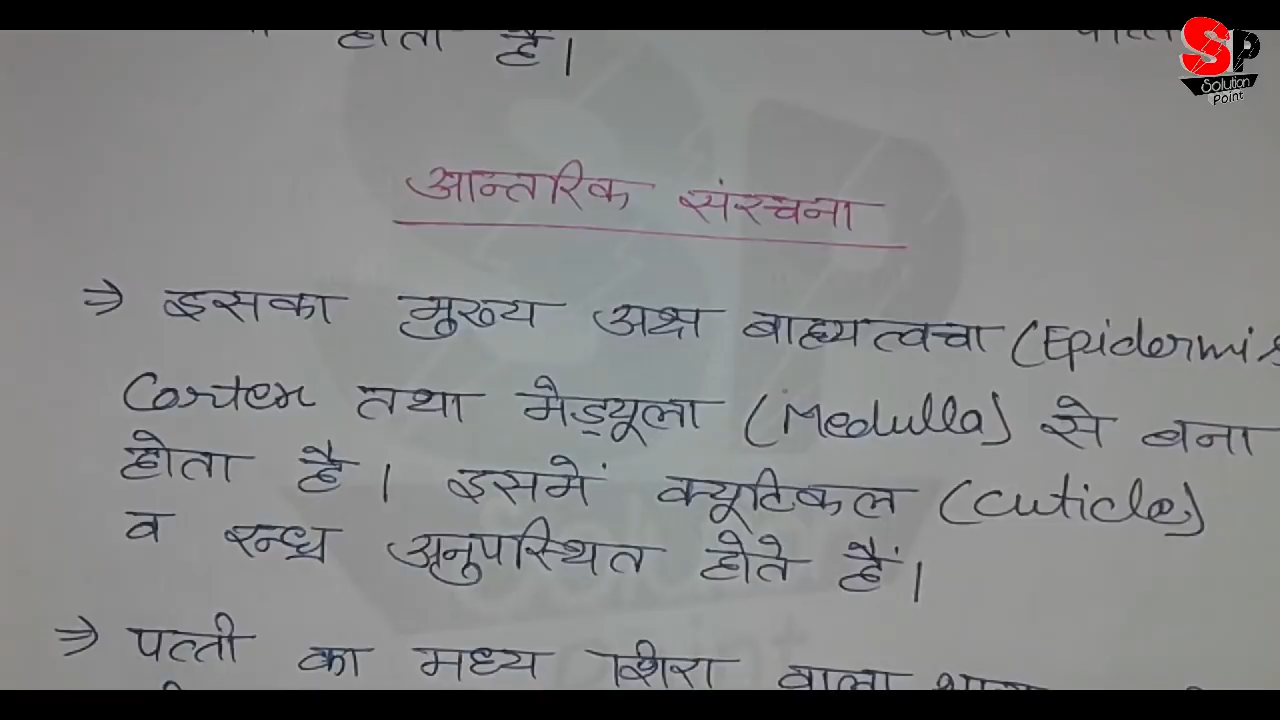 होता है।
SP
Solution
Point
आन्तरिक संरचना
⇒ इसका मुख्य अक्ष बाह्यत्वचा (Epidermis
Cortex तथा मेड्यूला (Medulla) से बना
होता है। इसमें क्यूटिकल (cuticle)
व रन्ध्र अनुपस्थित होते हैं।
⇒ पत्ती का मध्य शिरा वाला